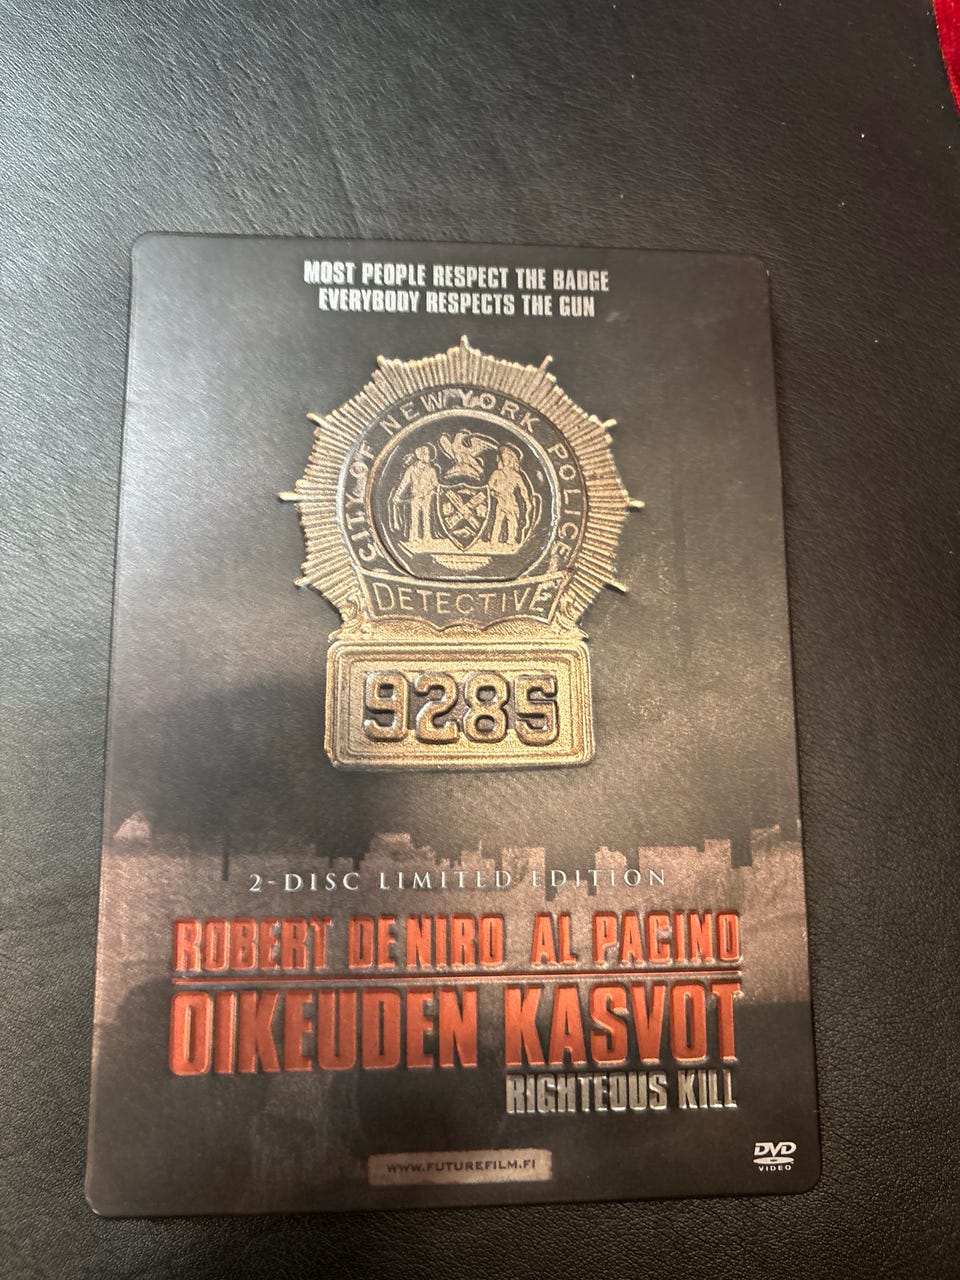 MOST PEOPLE RESPECT THE BADGE
EVERYBODY RESPECTS THE GUN
CITY OF NEW YORK POLICE
DETECTIVE
9285
2-DISC LIMITED EDITION
ROBERT DE NIRO AL PACINO
OIKEUDEN KASVOT
RIGHTEOUS KILL
WWW.FUTUREFILM.FI
DVD
VIDEO